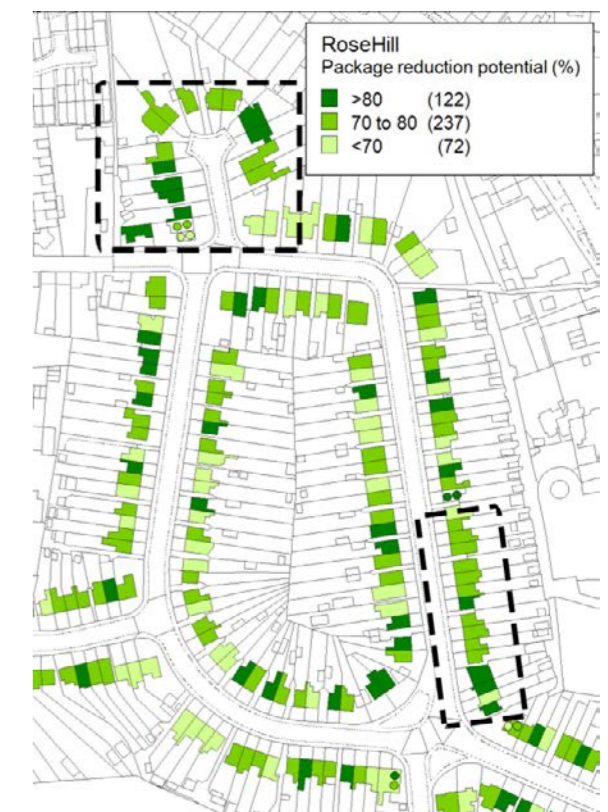 RoseHill
Package reduction potential (%)
>80 (122)
70 to 80 (237)
<70 (72)